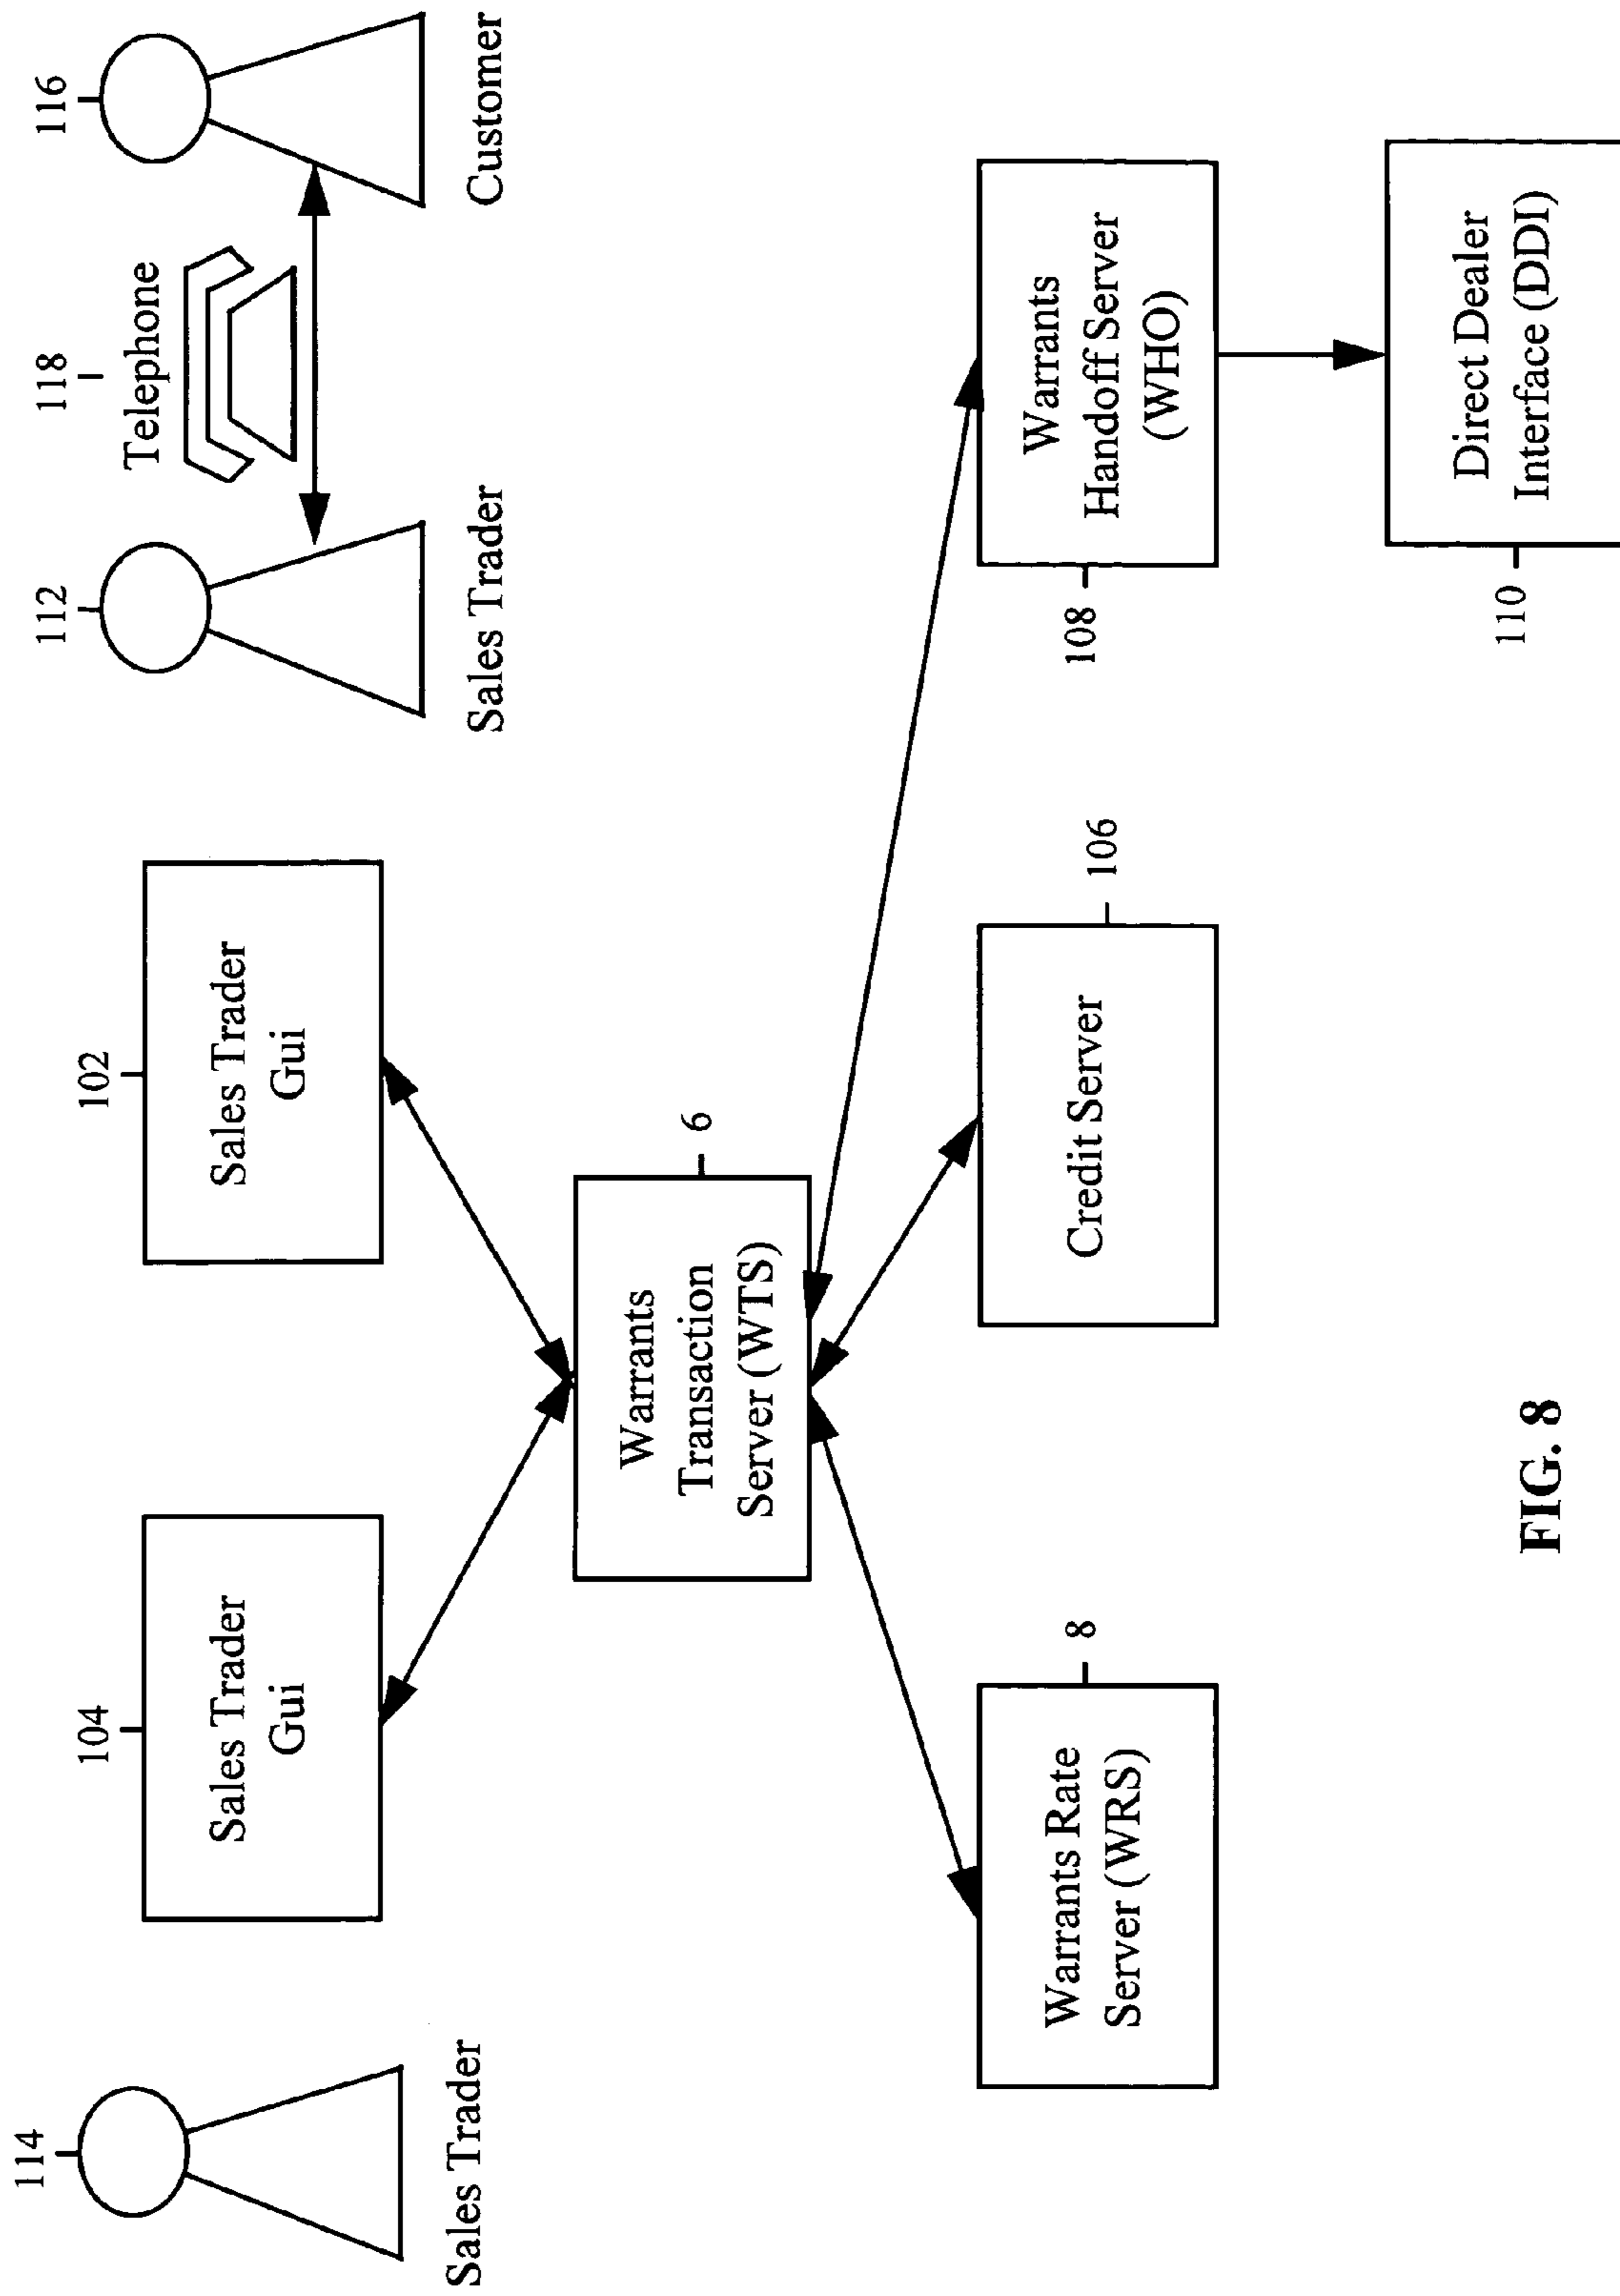 114
Sales Trader
104
Sales Trader
Gui
102
Sales Trader
Gui
112
Sales Trader
118
Telephone
116
Customer
Warrants
Transaction
Server (WTS)
6
Warrants Rate
Server (WRS)
8
Credit Server
106
108
Warrants
Handoff Server
(WHO)
110
Direct Dealer
Interface (DDI)
FIG. 8